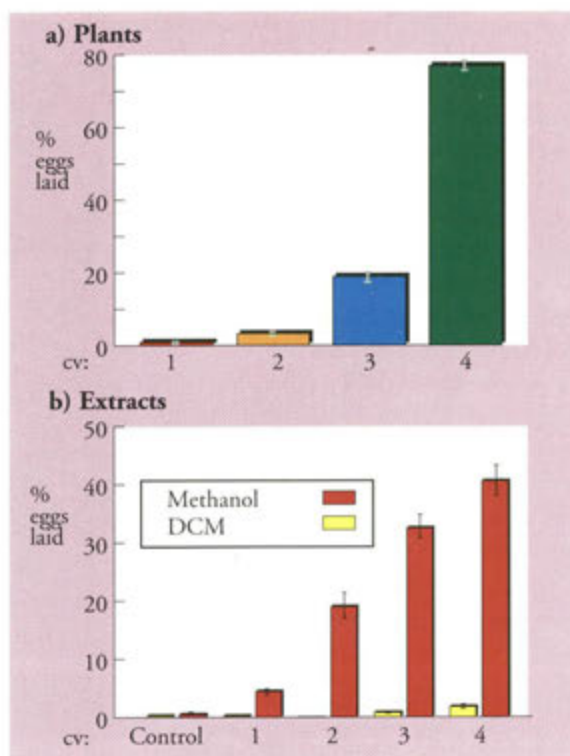 a) Plants
80
%
eggs
laid
60
40
20
0
cv: 1 2 3 4
b) Extracts
50
%
eggs
laid
40
30
20
10
0
Methanol
DCM
cv: Control 1 2 3 4